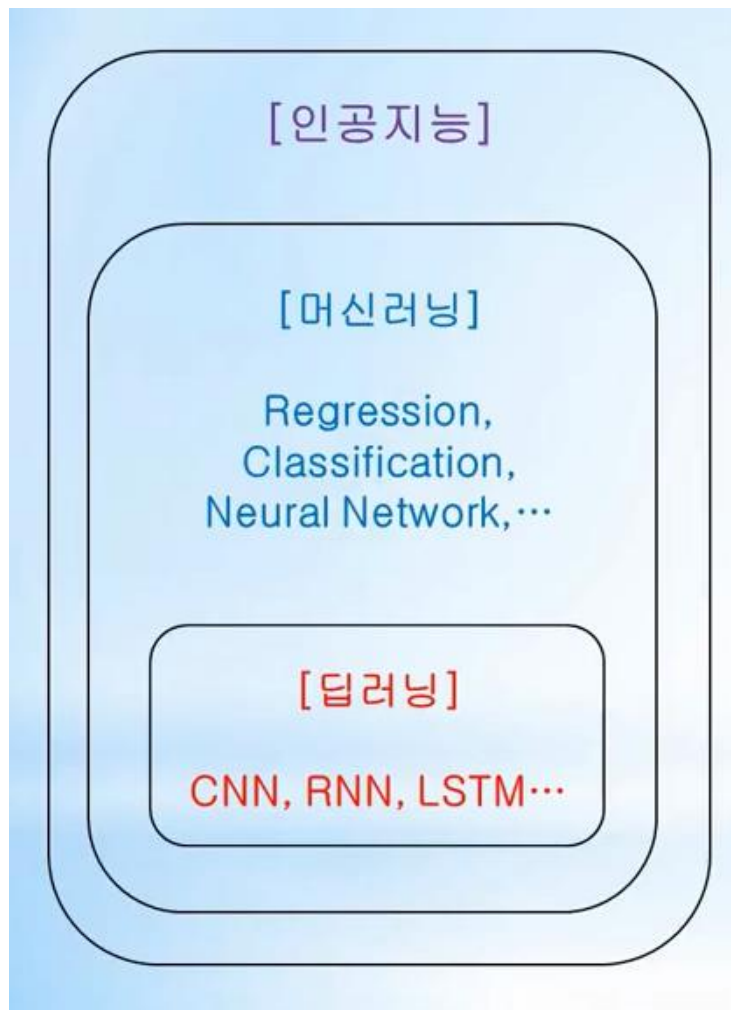 [인공지능]
[머신러닝]
Regression,
Classification,
Neural Network,⋯
[딥러닝]
CNN, RNN, LSTM⋯